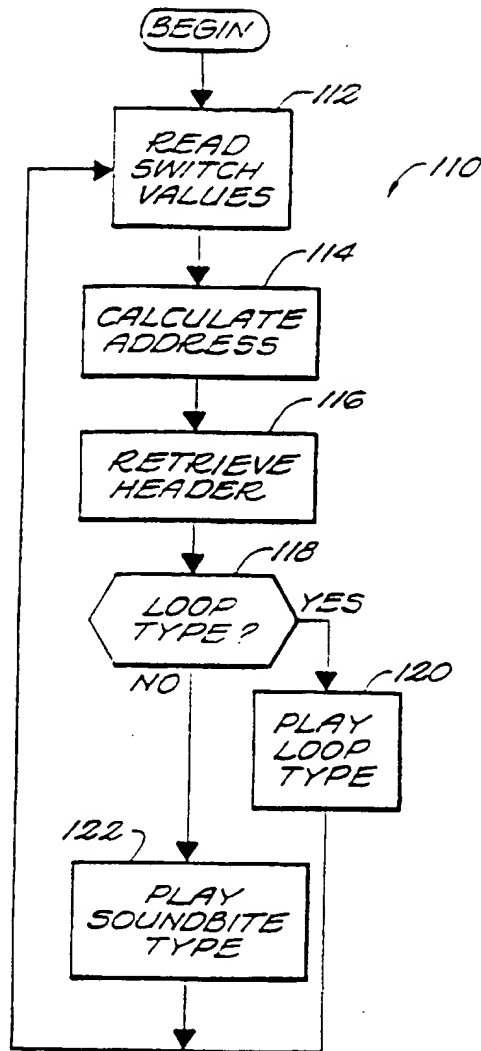 BEGIN
112
READ
SWITCH
VALUES
110
114
CALCULATE
ADDRESS
116
RETRIEVE
HEADER
118
LOOP
TYPE?
YES
NO
120
PLAY
LOOP
TYPE
122
PLAY
SOUNDBITE
TYPE